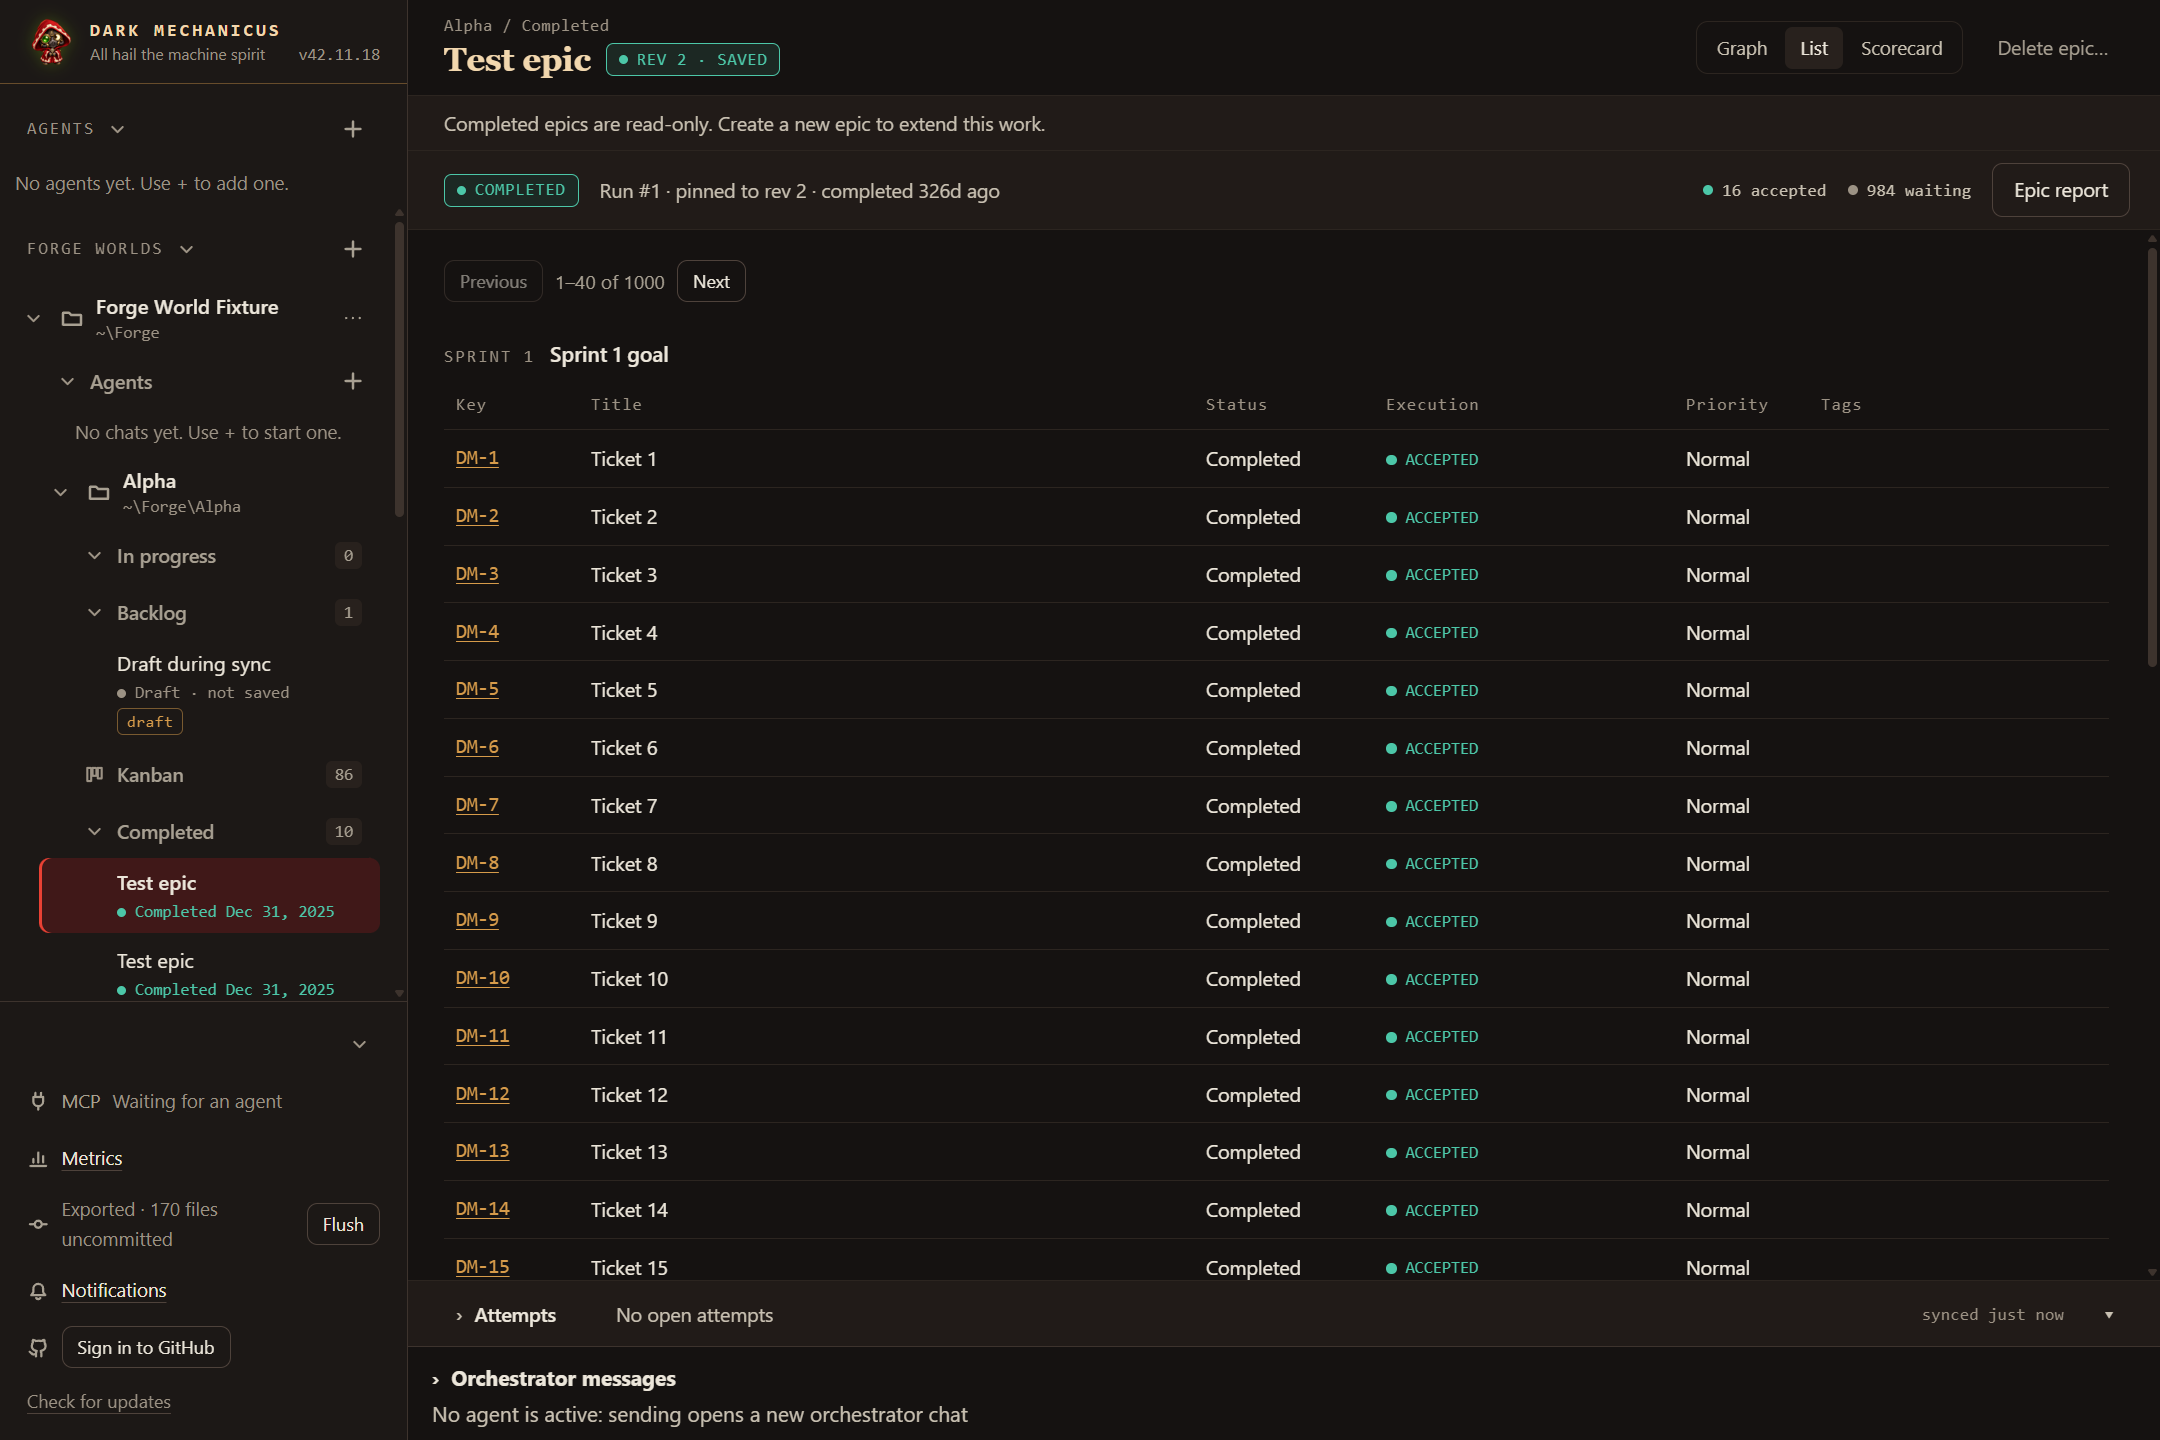 DARK MECHANICUS
All hail the machine spirit v42.11.18
AGENTS
No agents yet. Use + to add one.
FORGE WORLDS
Forge World Fixture
~\Forge
Agents
No chats yet. Use + to start one.
Alpha
~\Forge\Alpha
In progress 0
Backlog 1
Draft during sync
Draft · not saved
draft
Kanban 86
Completed 10
Test epic
Completed Dec 31, 2025
Test epic
Completed Dec 31, 2025
MCP Waiting for an agent
Metrics
Exported · 170 files
uncommitted
Flush
Notifications
Sign in to GitHub
Check for updates
Alpha / Completed
Test epic REV 2 · SAVED
Graph List Scorecard Delete epic...
Completed epics are read-only. Create a new epic to extend this work.
COMPLETED Run #1 · pinned to rev 2 · completed 326d ago 16 accepted 984 waiting Epic report
Previous 1–40 of 1000 Next
SPRINT 1 Sprint 1 goal
Key Title Status Execution Priority Tags
DM-1 Ticket 1 Completed ACCEPTED Normal
DM-2 Ticket 2 Completed ACCEPTED Normal
DM-3 Ticket 3 Completed ACCEPTED Normal
DM-4 Ticket 4 Completed ACCEPTED Normal
DM-5 Ticket 5 Completed ACCEPTED Normal
DM-6 Ticket 6 Completed ACCEPTED Normal
DM-7 Ticket 7 Completed ACCEPTED Normal
DM-8 Ticket 8 Completed ACCEPTED Normal
DM-9 Ticket 9 Completed ACCEPTED Normal
DM-10 Ticket 10 Completed ACCEPTED Normal
DM-11 Ticket 11 Completed ACCEPTED Normal
DM-12 Ticket 12 Completed ACCEPTED Normal
DM-13 Ticket 13 Completed ACCEPTED Normal
DM-14 Ticket 14 Completed ACCEPTED Normal
DM-15 Ticket 15 Completed ACCEPTED Normal
Attempts No open attempts synced just now
Orchestrator messages
No agent is active: sending opens a new orchestrator chat